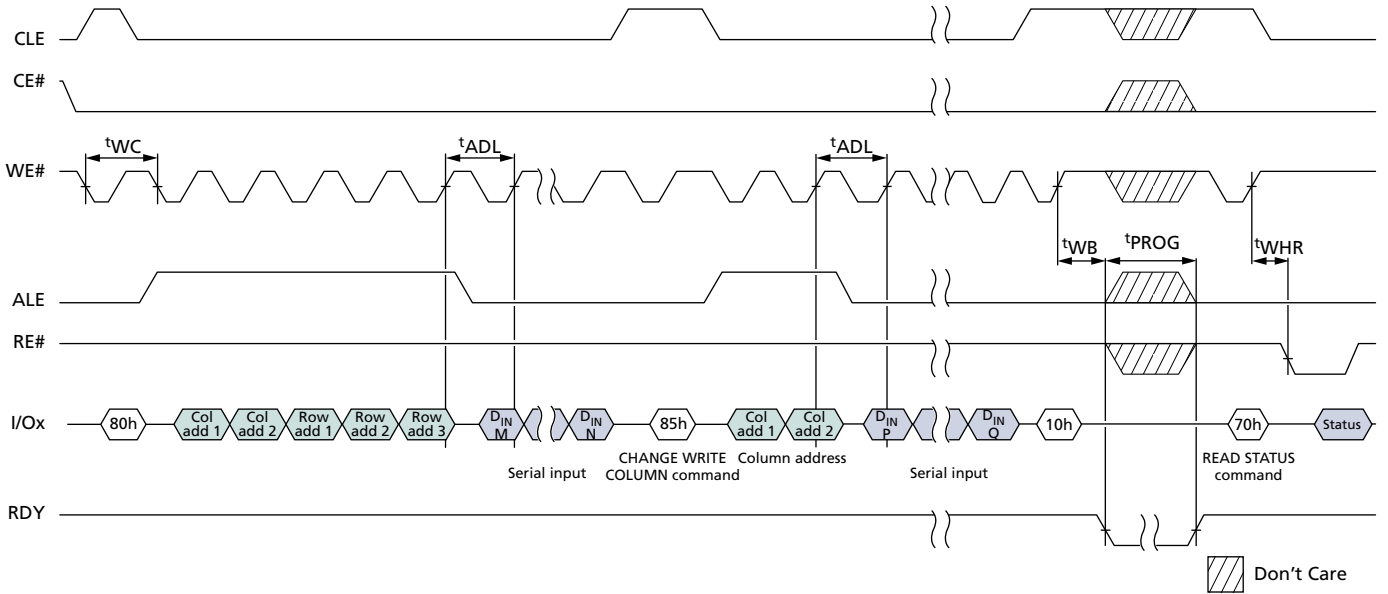 CLE
CE#
tWC
tADL
tADL
WE#
tWB
tPROG
tWHR
ALE
RE#
I/Ox
80h
Col add 1
Col add 2
Row add 1
Row add 2
Row add 3
DIN M
DIN N
85h
Col add 1
Col add 2
DIN P
DIN Q
10h
70h
Status
Serial input
CHANGE WRITE
COLUMN command
Column address
Serial input
READ STATUS
command
RDY
Don't Care